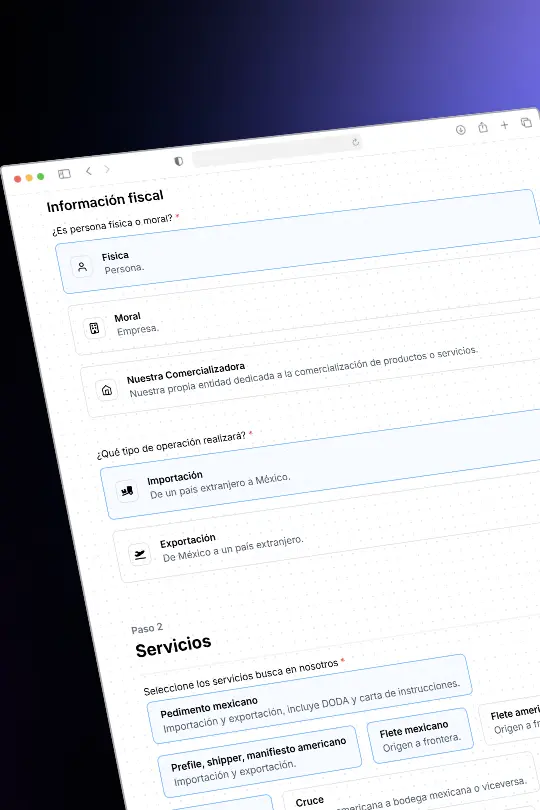 Información fiscal
¿Es persona física o moral? *
Física
Persona.
Moral
Empresa.
Nuestra Comercializadora
Nuestra propia entidad dedicada a la comercialización de productos o servicios.
¿Qué tipo de operación realizará? *
Importación
De un país extranjero a México.
Exportación
De México a un país extranjero.
Paso 2
Servicios
Seleccione los servicios busca en nosotros *
Pedimento mexicano
Importación y exportación, incluye DODA y carta de instrucciones.
Prefile, shipper, manifiesto americano
Importación y exportación.
Flete mexicano
Origen a frontera.
Flete ameri
Origen a fr
Cruce
americana a bodega mexicana o viceversa.